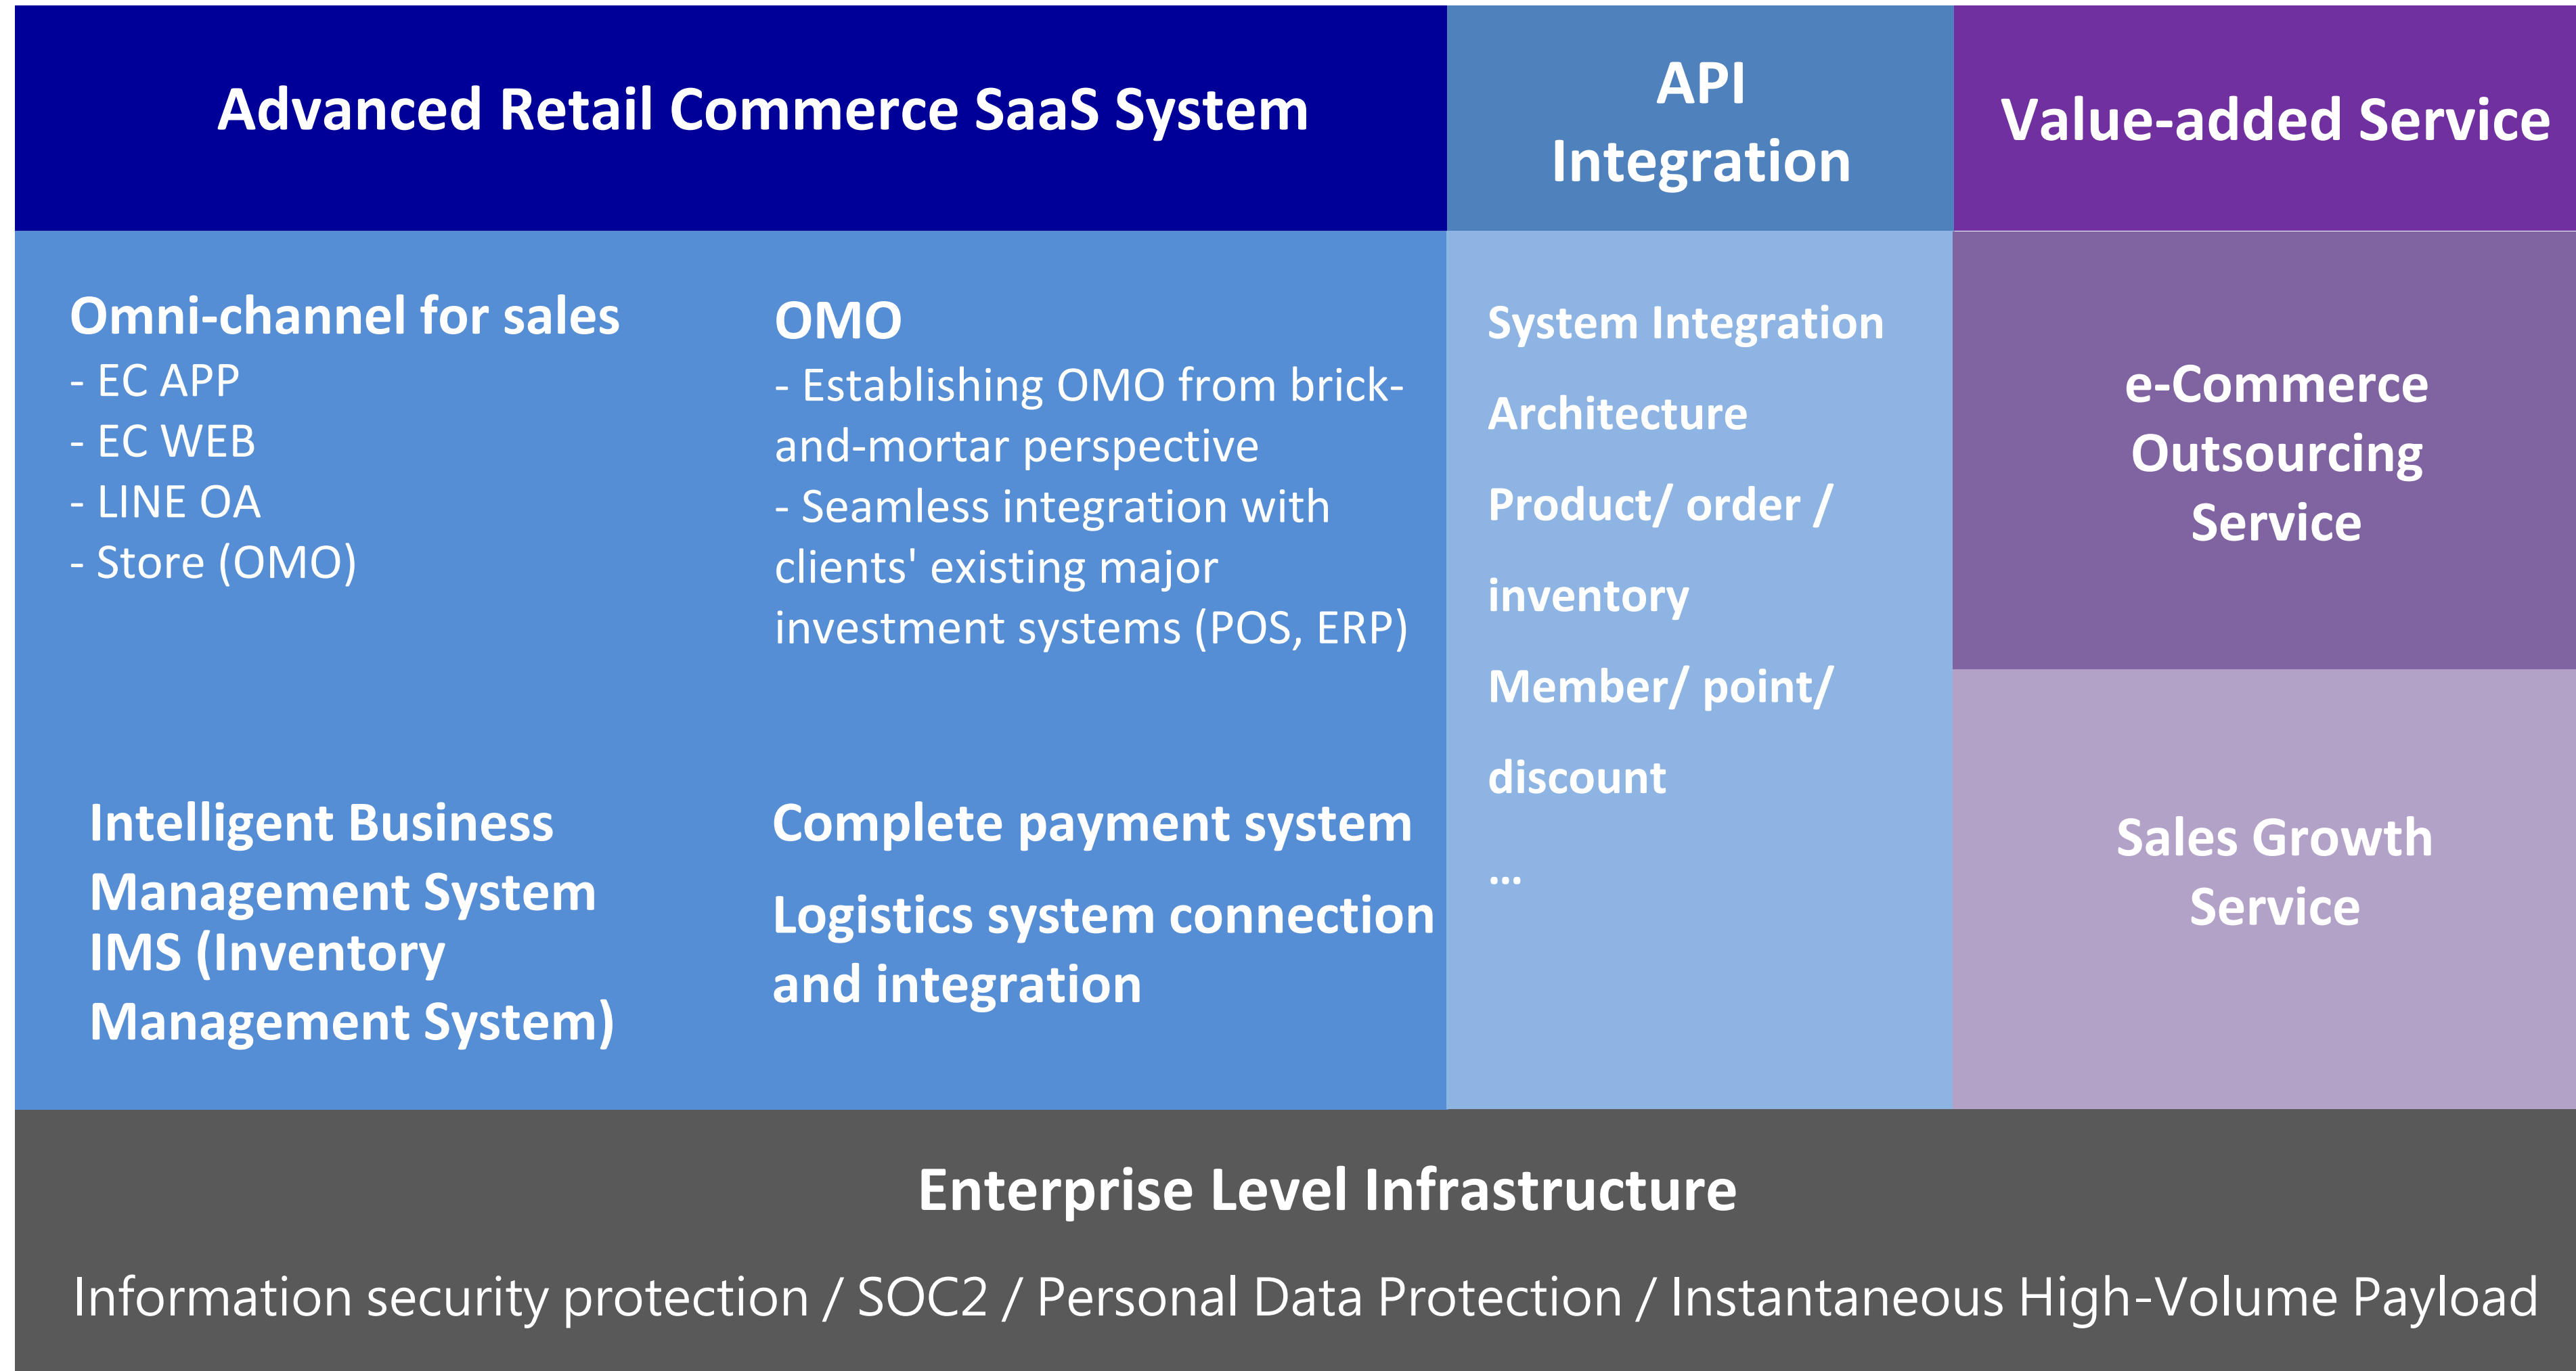 Advanced Retail Commerce SaaS System
API
Integration
Value-added Service
Omni-channel for sales
- EC APP
- EC WEB
- LINE OA
- Store (OMO)
OMO
- Establishing OMO from brick-
and-mortar perspective
- Seamless integration with
clients' existing major
investment systems (POS, ERP)
Intelligent Business
Management System
IMS (Inventory
Management System)
Complete payment system
Logistics system connection
and integration
System Integration
Architecture
Product/ order /
inventory
Member/ point/
discount
...
e-Commerce
Outsourcing
Service
Sales Growth
Service
Enterprise Level Infrastructure
Information security protection / SOC2 / Personal Data Protection / Instantaneous High-Volume Payload